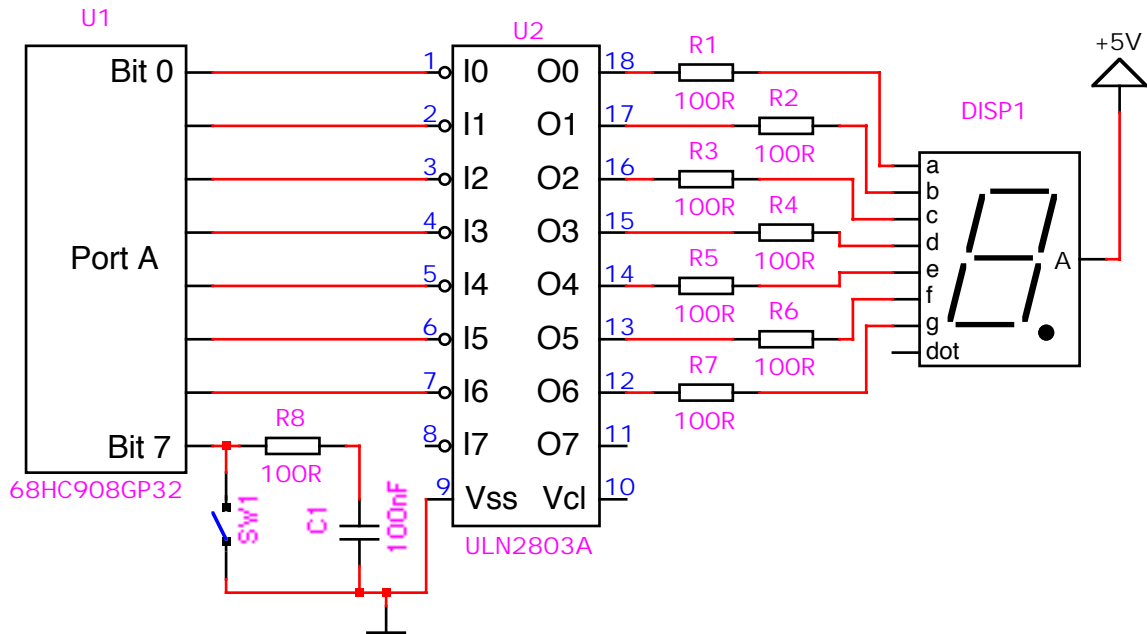 U1
68HC908GP32
Bit 0
Port A
Bit 7
U2
ULN2803A
1 I0 O0 18
2 I1 O1 17
3 I2 O2 16
4 I3 O3 15
5 I4 O4 14
6 I5 O5 13
7 I6 O6 12
8 I7 O7 11
9 Vss Vcl 10
R1
100R
R2
100R
R3
100R
R4
100R
R5
100R
R6
100R
R7
100R
R8
100R
SW1
C1
100nF
DISP1
a
b
c
d
e
f
g
dot
A
+5V